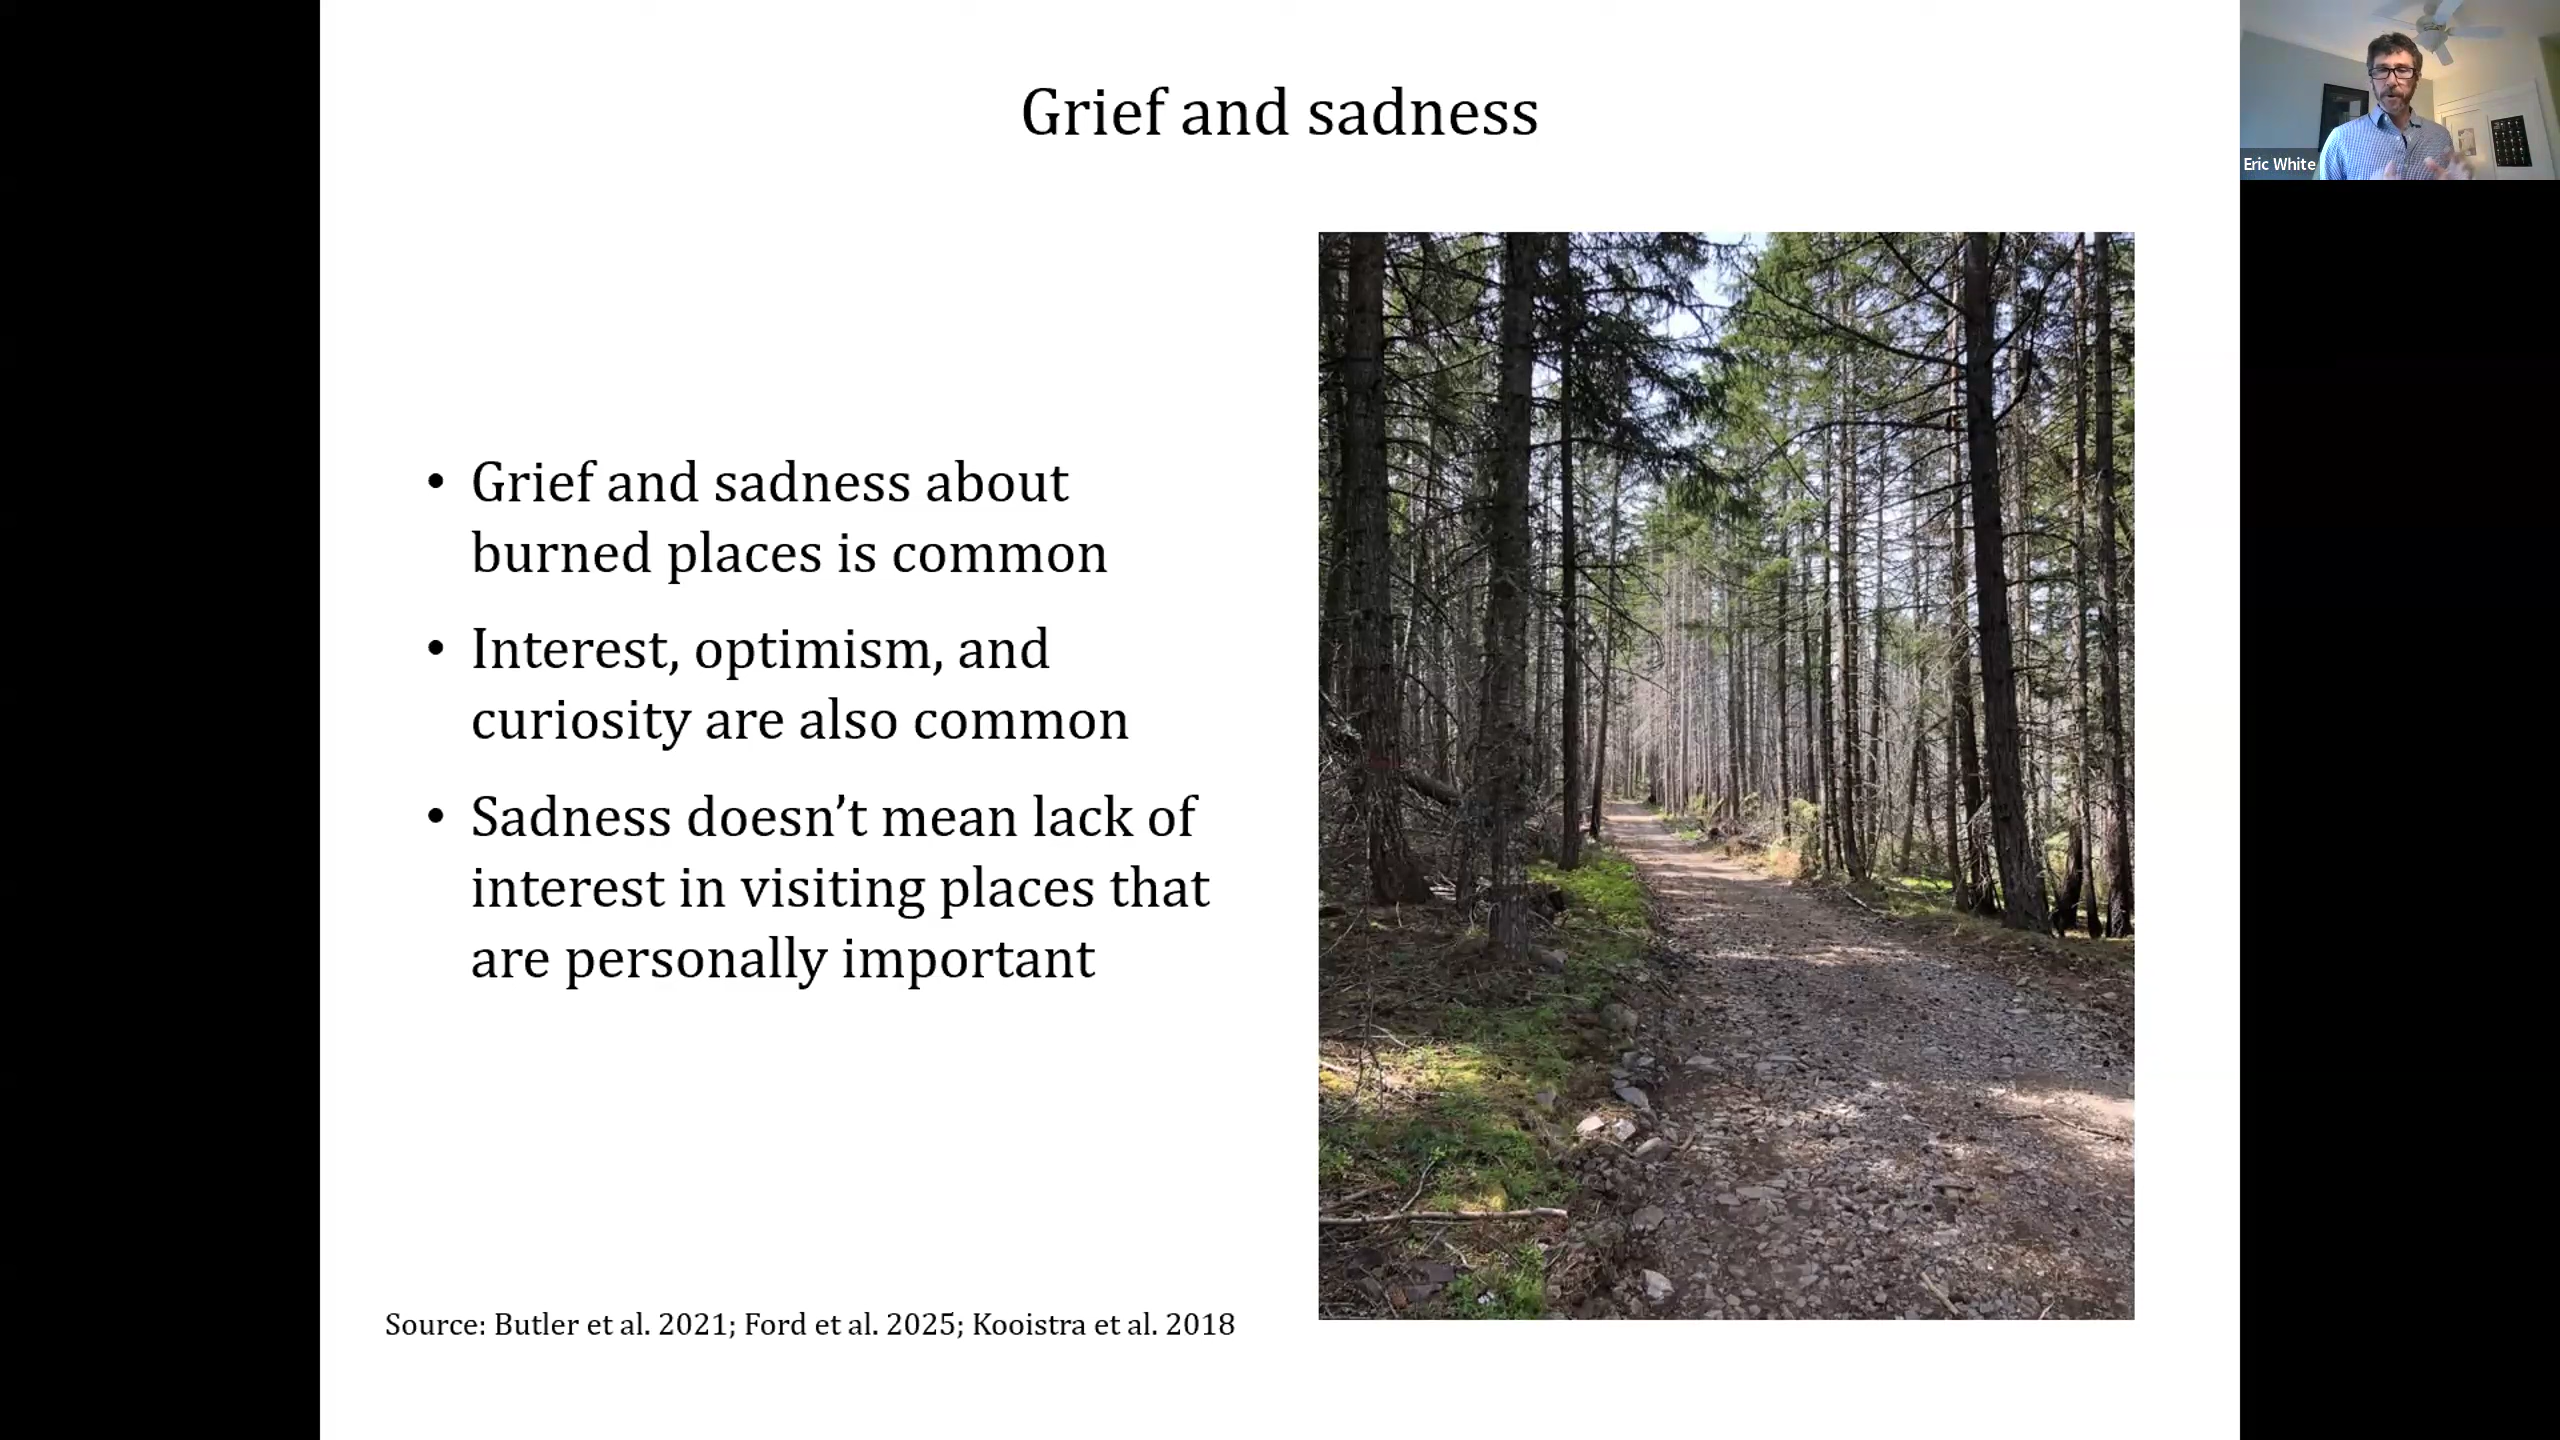 Grief and sadness
Eric White
• Grief and sadness about
burned places is common
• Interest, optimism, and
curiosity are also common
• Sadness doesn’t mean lack of
interest in visiting places that
are personally important
Source: Butler et al. 2021; Ford et al. 2025; Kooistra et al. 2018